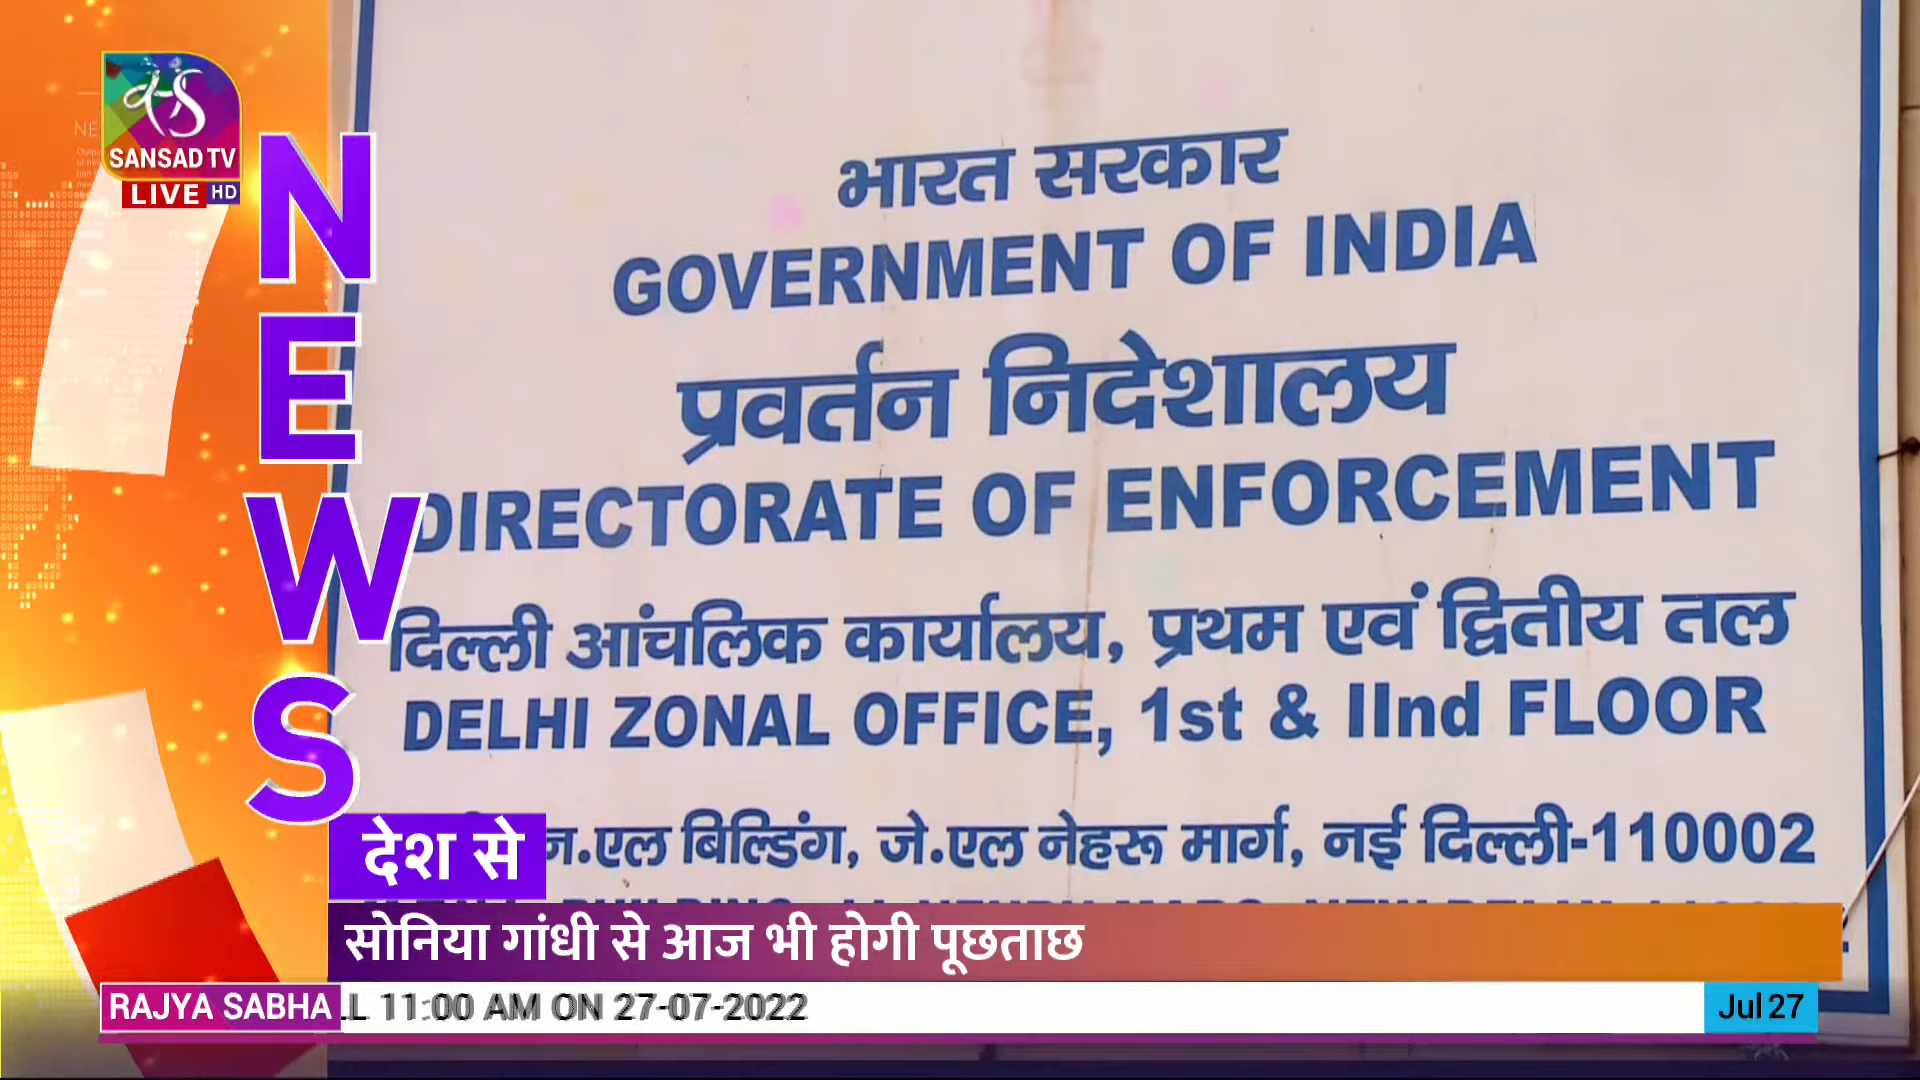 SANSAD TV
LIVE HD
NEWS
भारत सरकार
GOVERNMENT OF INDIA
प्रवर्तन निदेशालय
DIRECTORATE OF ENFORCEMENT
दिल्ली आंचलिक कार्यालय, प्रथम एवं द्वितीय तल
DELHI ZONAL OFFICE, 1st & IInd FLOOR
न.एल बिल्डिंग, जे.एल नेहरू मार्ग, नई दिल्ली-110002
देश से
सोनिया गांधी से आज भी होगी पूछताछ
RAJYA SABHA
LL 11:00 AM ON 27-07-2022
Jul 27